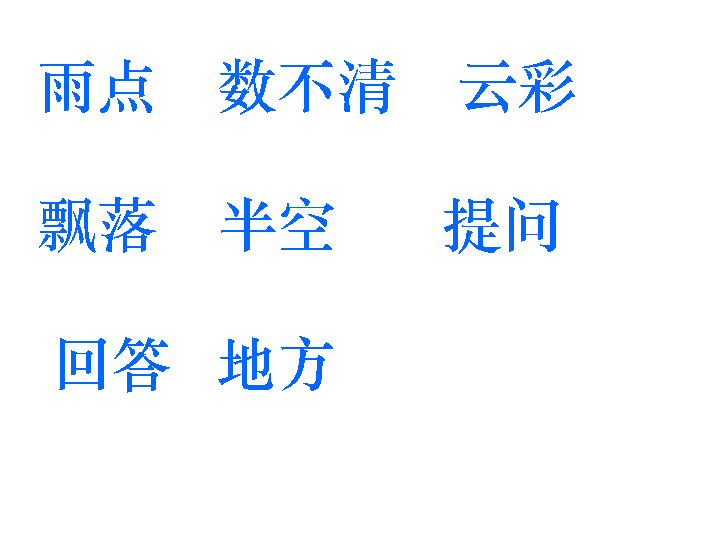 雨点 数不清 云彩
飘落 半空 提问
回答 地方